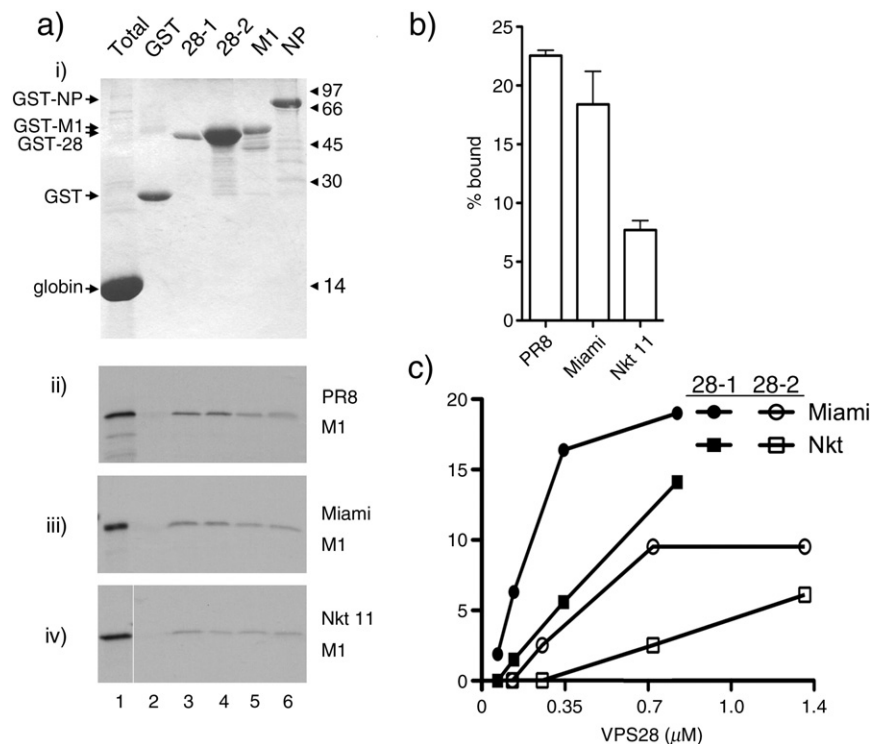 a)
Total GST 28-1 28-2 M1 NP
i)
GST-NP
GST-M1
GST-28
GST
globin
97
66
45
30
14
ii)
PR8
M1
iii)
Miami
M1
iv)
Nkt 11
M1
1 2 3 4 5 6
b)
% bound
25
20
15
10
5
0
PR8 Miami Nkt 11
c)
28-1 28-2
Miami
Nkt
20
15
10
5
0
0 0.35 0.7 1.0 1.4
VPS28 (μM)